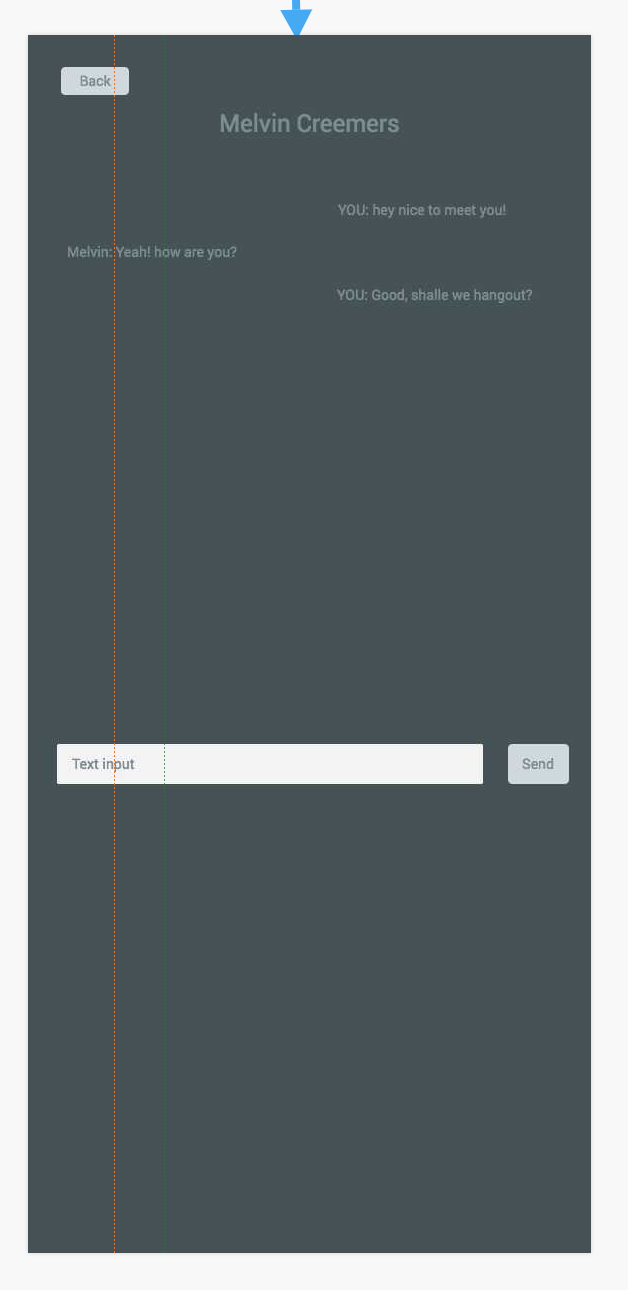 Back
Melvin Creemers
YOU: hey nice to meet you!
Melvin: Yeah! how are you?
YOU: Good, shalle we hangout?
Text input
Send